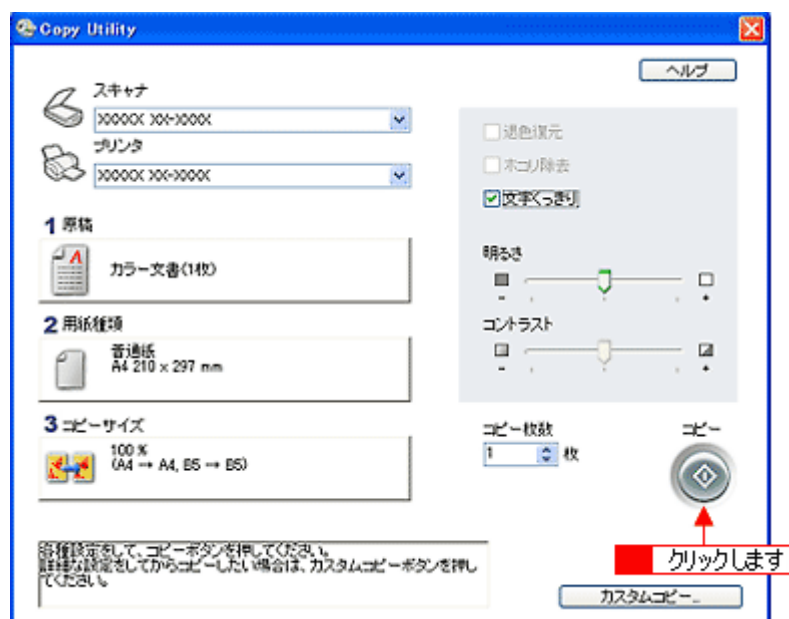 Copy Utility
ヘルプ
スキャナ
XXXXX XX-XXXX
プリンタ
XXXXX XXX-XXXX
退色復元
ホコリ除去
文字くっきり
1 原稿
カラー文書(1枚)
明るさ
- +
2 用紙種類
普通紙
A4 210 x 297 mm
コントラスト
- +
3 コピーサイズ
100 %
(A4 → A4, B5 → B5)
コピー枚数
1 枚
コピー
クリックします
各種設定をして、コピーボタンを押してください。
詳細な設定をしてからコピーしたい場合は、カスタムコピーボタンを押し
てください。
カスタムコピー...